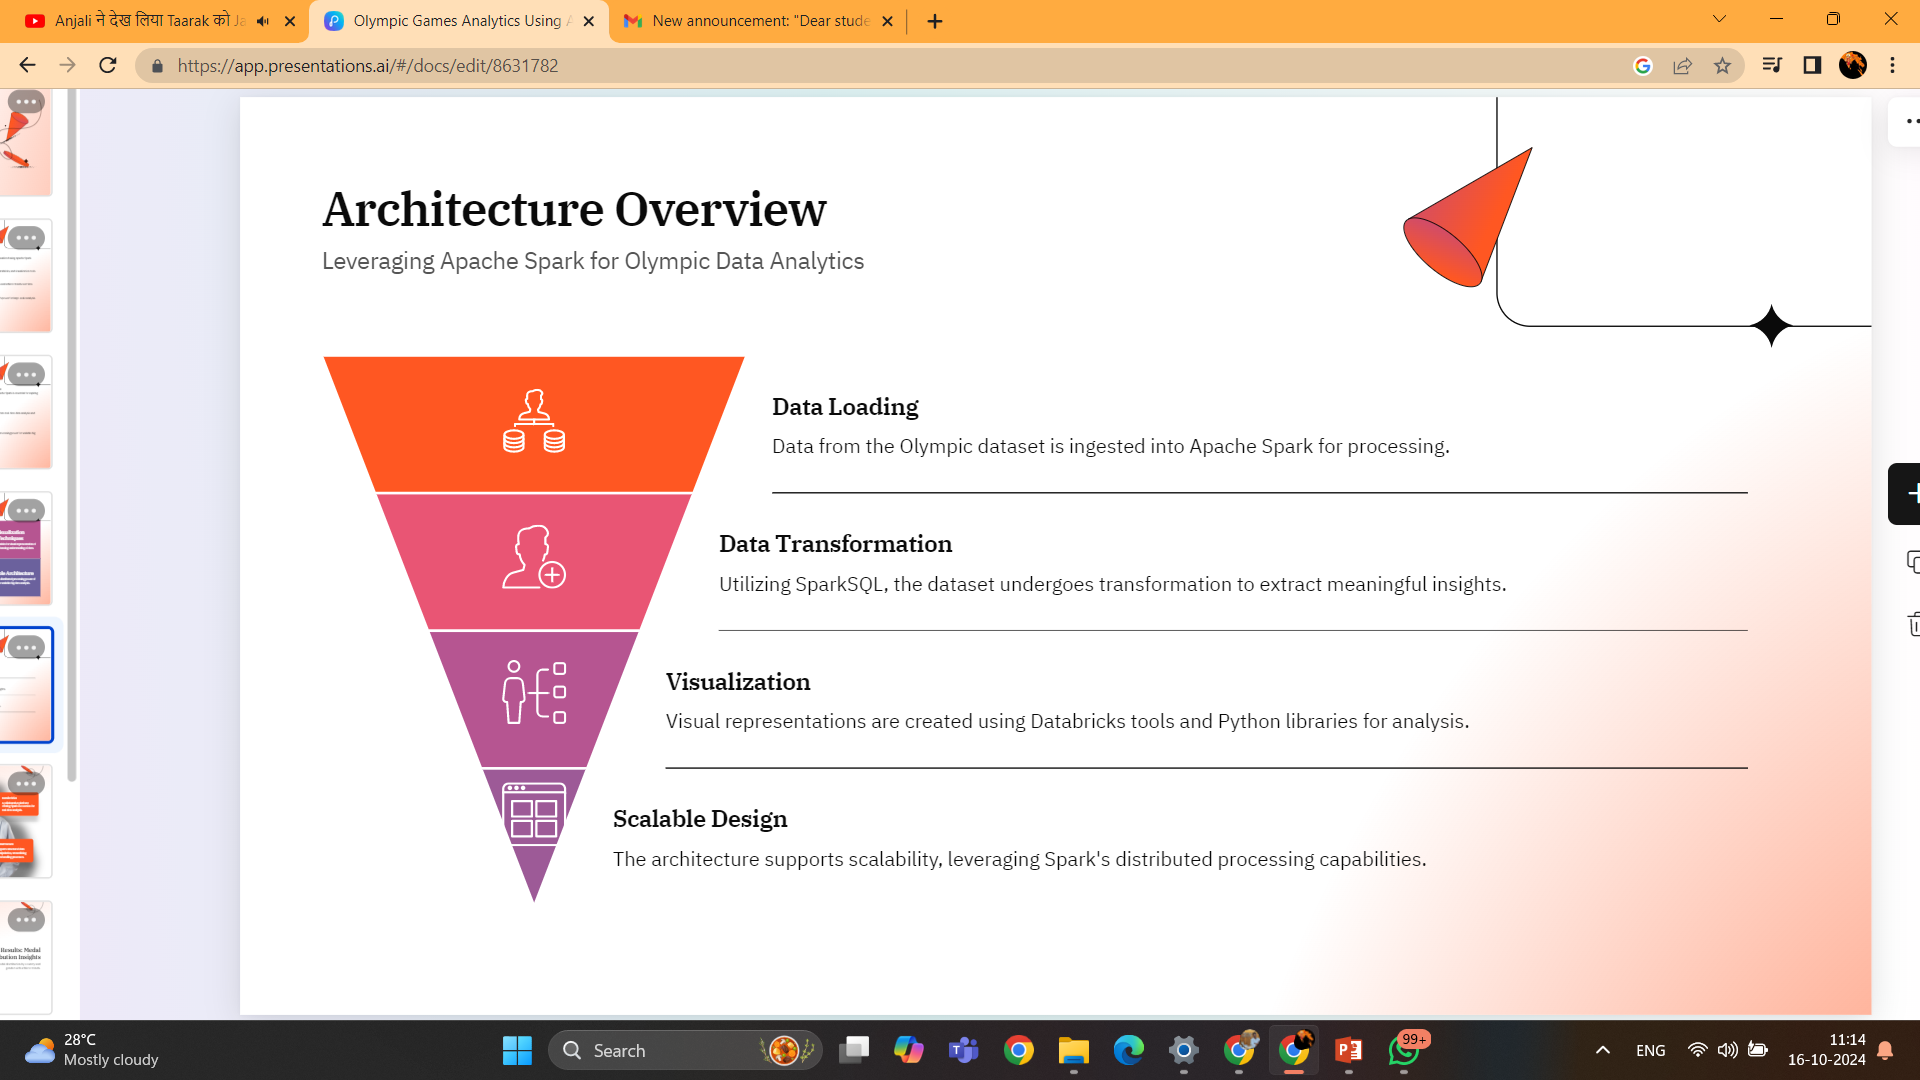 Anjali ने देख लिया Taarak को Ja
Olympic Games Analytics Using A
New announcement: "Dear stude
https://app.presentations.ai/#/docs/edit/8631782
Architecture Overview
Leveraging Apache Spark for Olympic Data Analytics
Data Loading
Data from the Olympic dataset is ingested into Apache Spark for processing.
Data Transformation
Utilizing SparkSQL, the dataset undergoes transformation to extract meaningful insights.
Visualization
Visual representations are created using Databricks tools and Python libraries for analysis.
Scalable Design
The architecture supports scalability, leveraging Spark's distributed processing capabilities.
Results: Medal
28°C
Mostly cloudy
Search
99+
ENG
11:14
16-10-2024